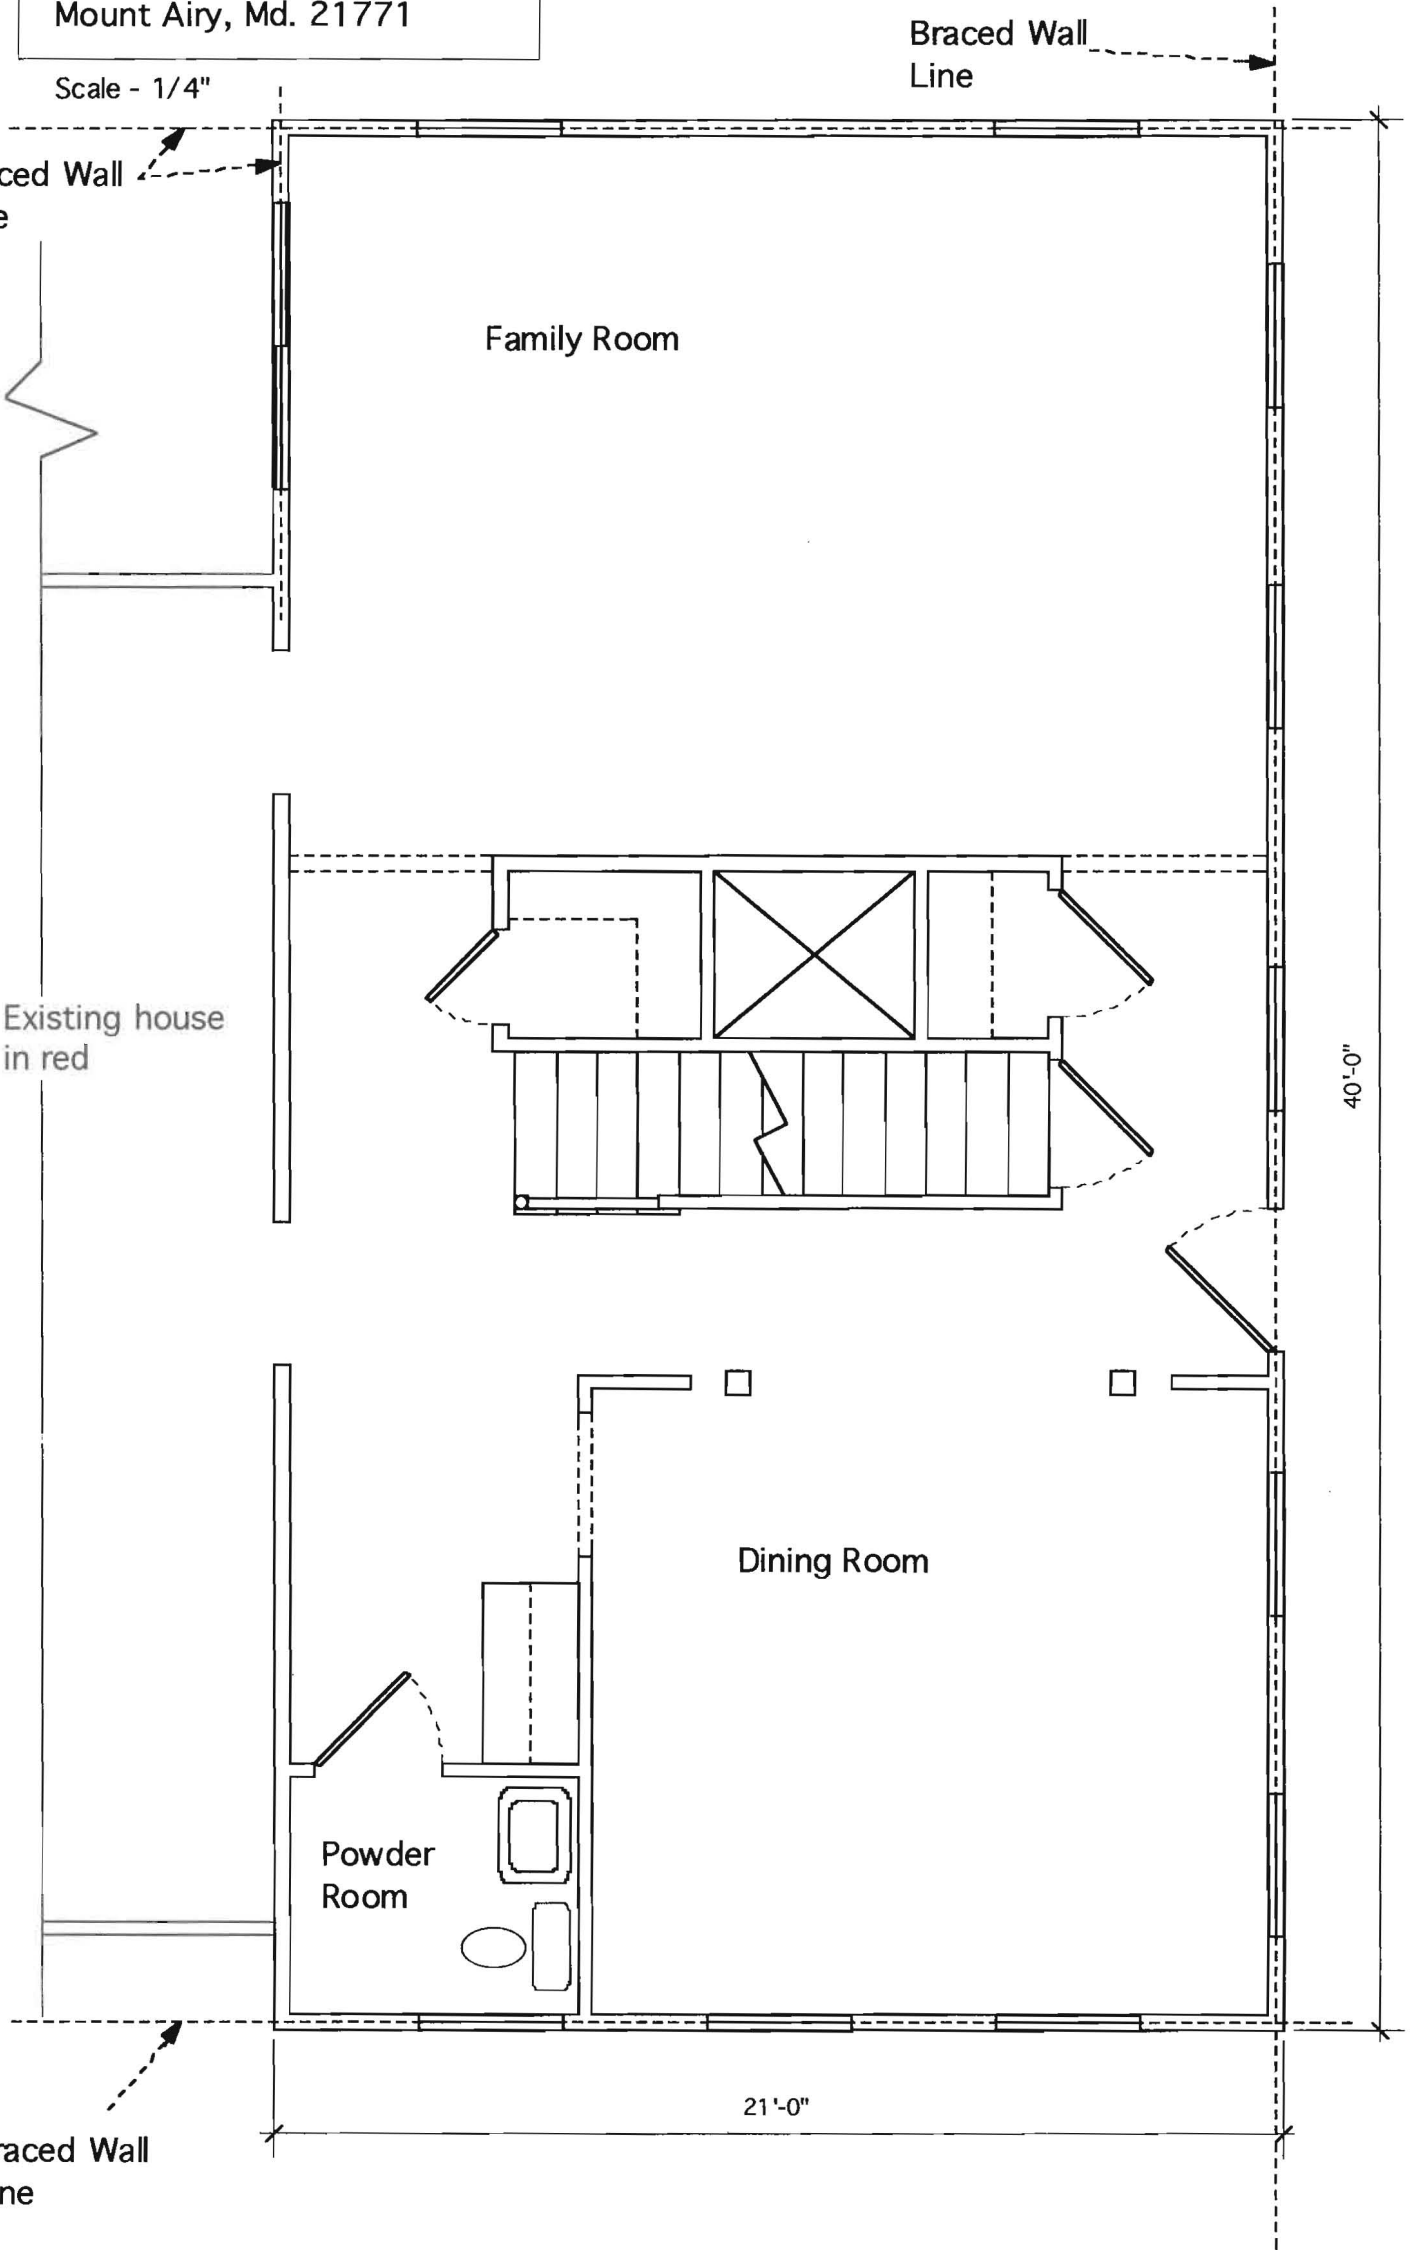 Mount Airy, Md. 21771
Scale - 1/4"
Braced Wall
Line
ced Wall
e
Family Room
Existing house
in red
40'-0"
Dining Room
Powder
Room
21'-0"
raced Wall
ne